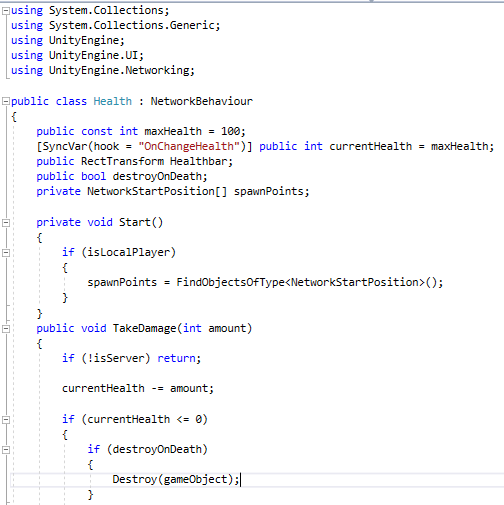 using System.Collections;
using System.Collections.Generic;
using UnityEngine;
using UnityEngine.UI;
using UnityEngine.Networking;

public class Health : NetworkBehaviour
{
    public const int maxHealth = 100;
    [SyncVar(hook = "OnChangeHealth")] public int currentHealth = maxHealth;
    public RectTransform Healthbar;
    public bool destroyOnDeath;
    private NetworkStartPosition[] spawnPoints;

    private void Start()
    {
        if (isLocalPlayer)
        {
            spawnPoints = FindObjectsOfType<NetworkStartPosition>();
        }
    }
    public void TakeDamage(int amount)
    {
        if (!isServer) return;

        currentHealth -= amount;

        if (currentHealth <= 0)
        {
            if (destroyOnDeath)
            {
                Destroy(gameObject);
            }